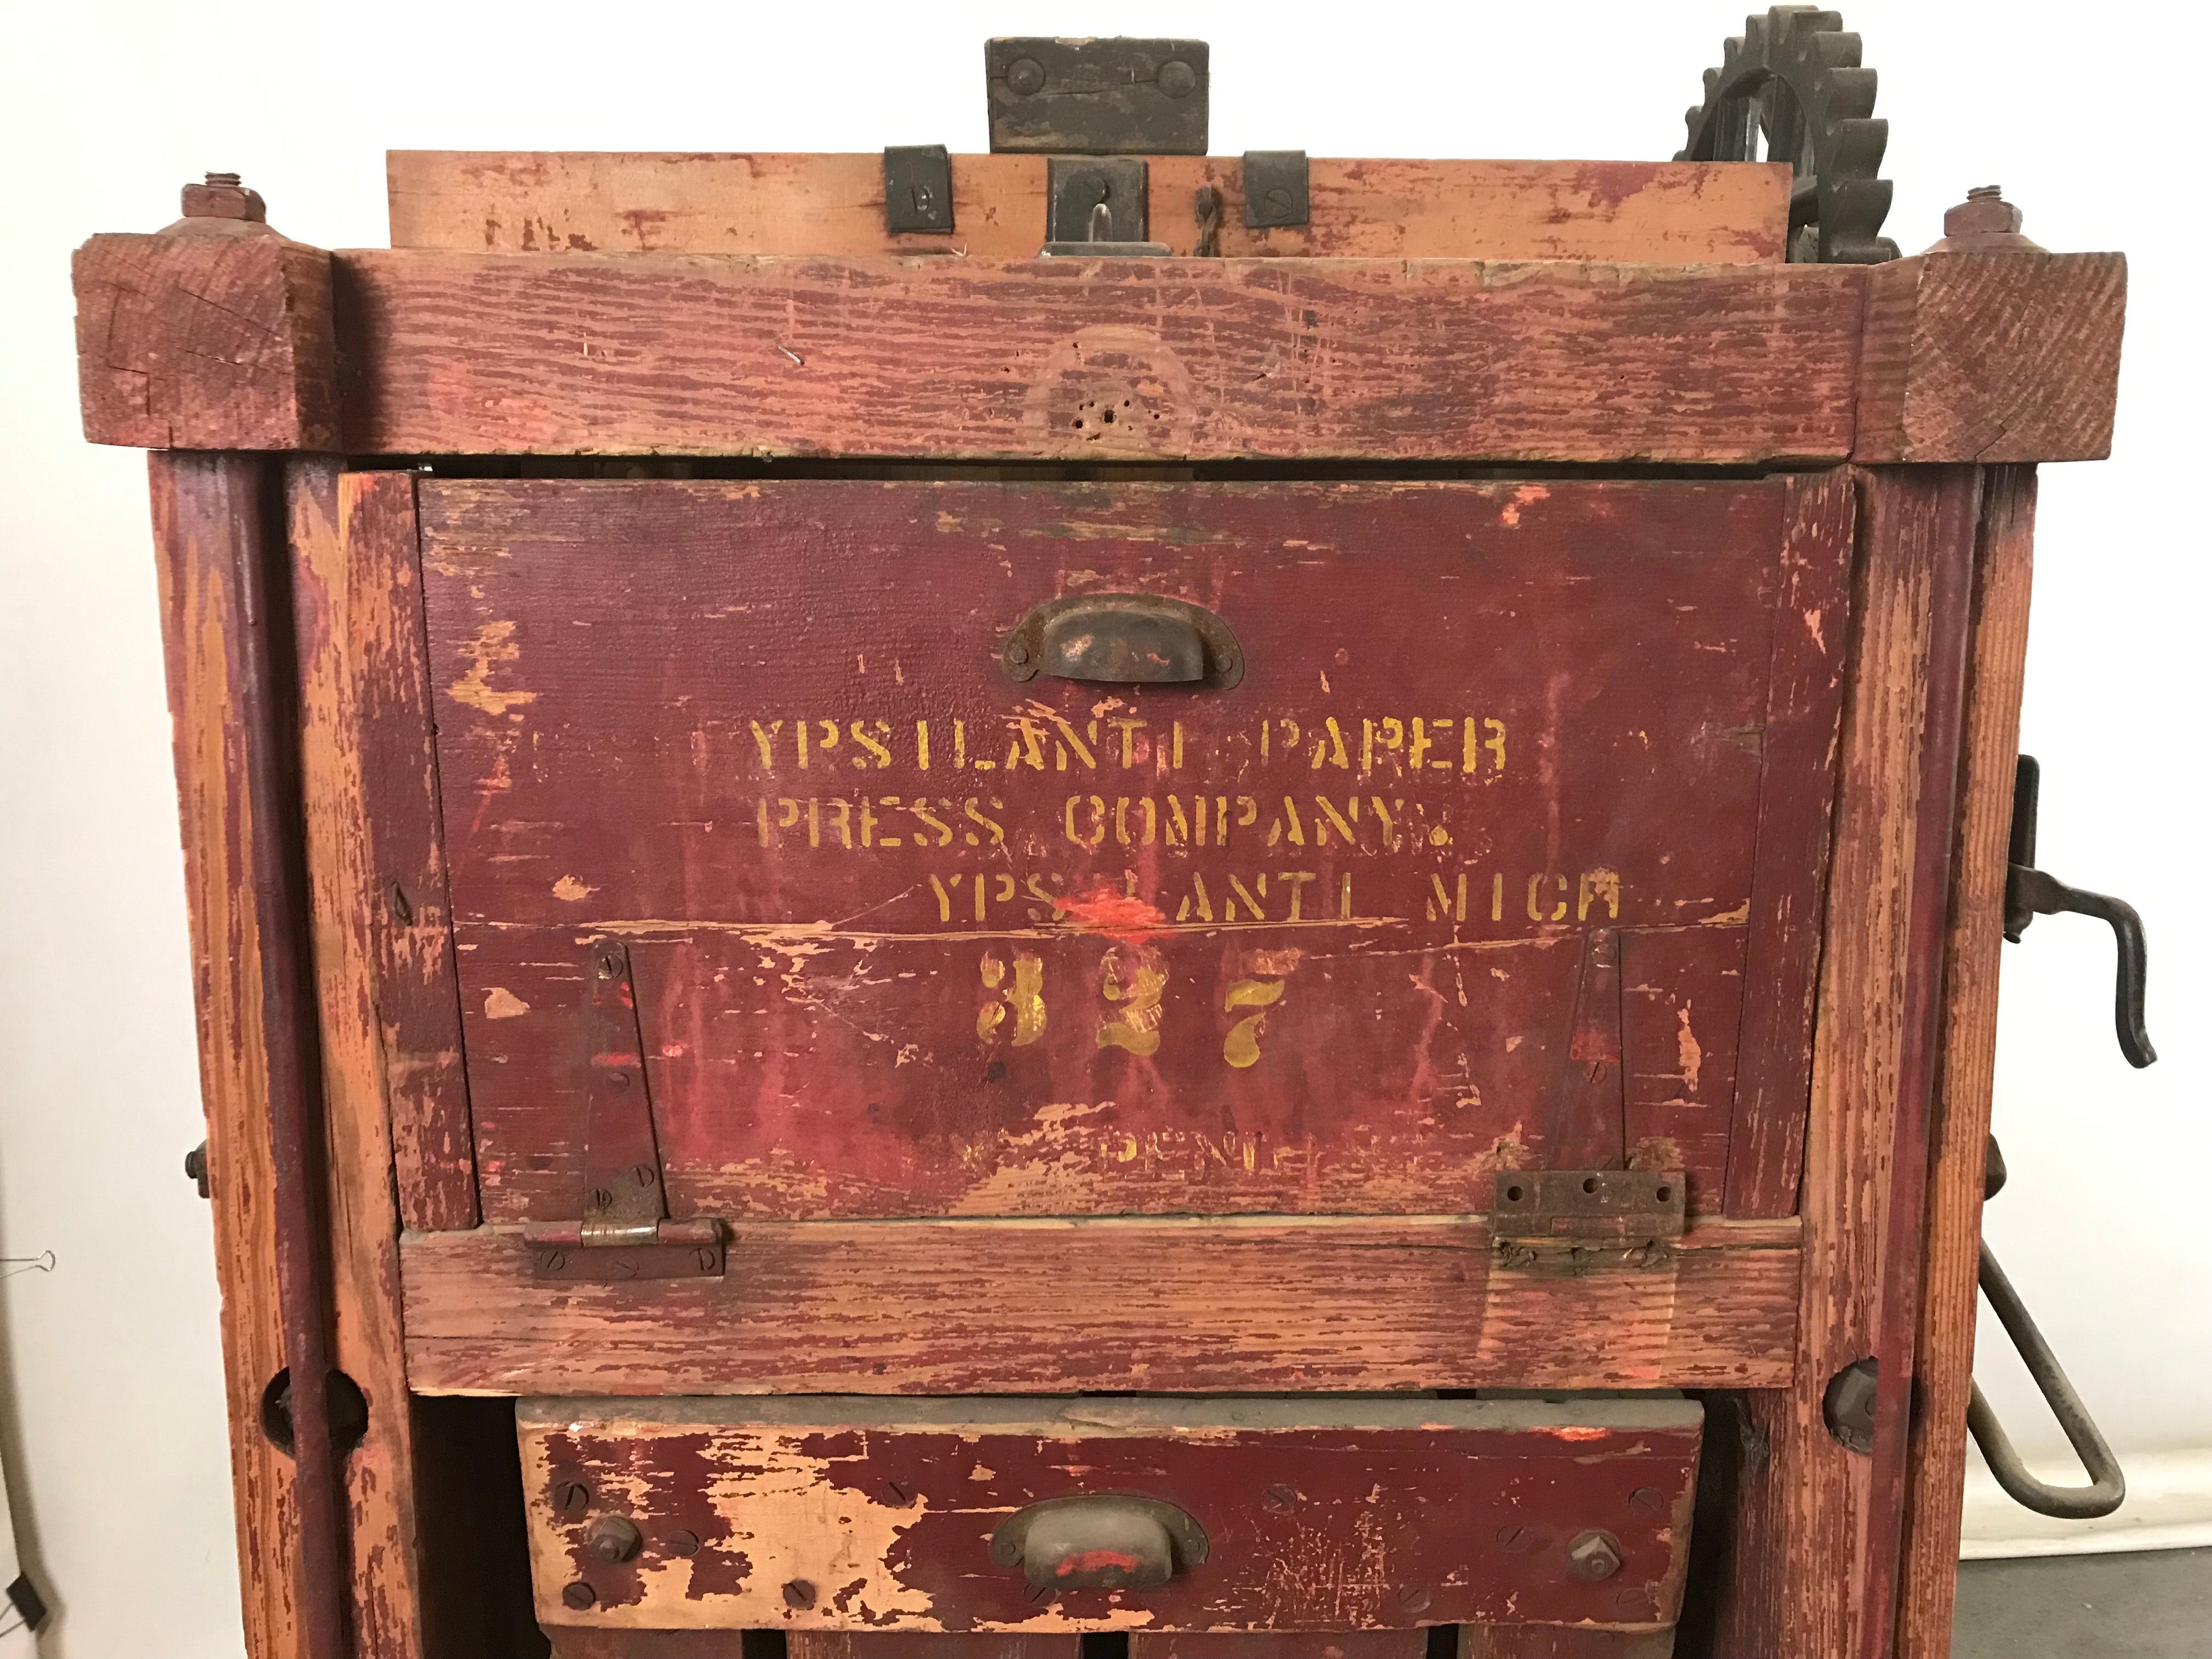 YPSILANTI PAPER
PRESS COMPANY.
YPSILANTI MICH
327